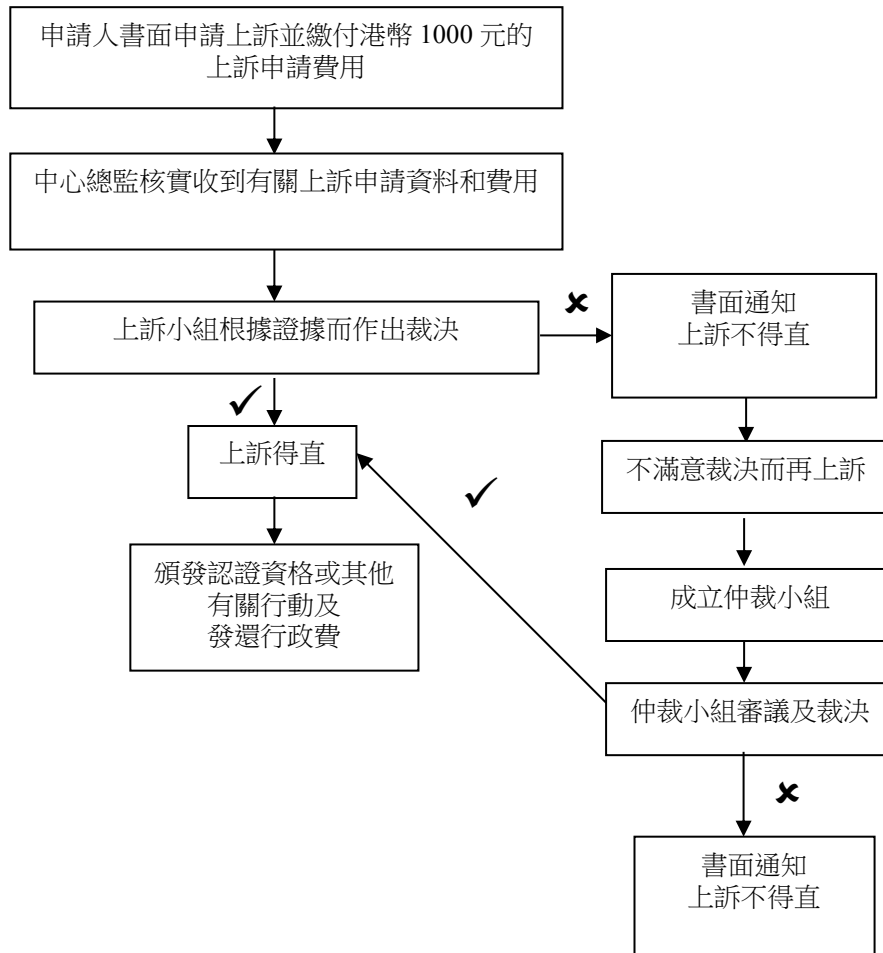 申請人書面申請上訴並繳付港幣 1000 元的
上訴申請費用
中心總監核實收到有關上訴申請資料和費用
上訴小組根據證據而作出裁決
✘
書面通知
上訴不得直
✓
上訴得直
不滿意裁決而再上訴
✓
頒發認證資格或其他
有關行動及
發還行政費
成立仲裁小組
仲裁小組審議及裁決
✘
書面通知
上訴不得直